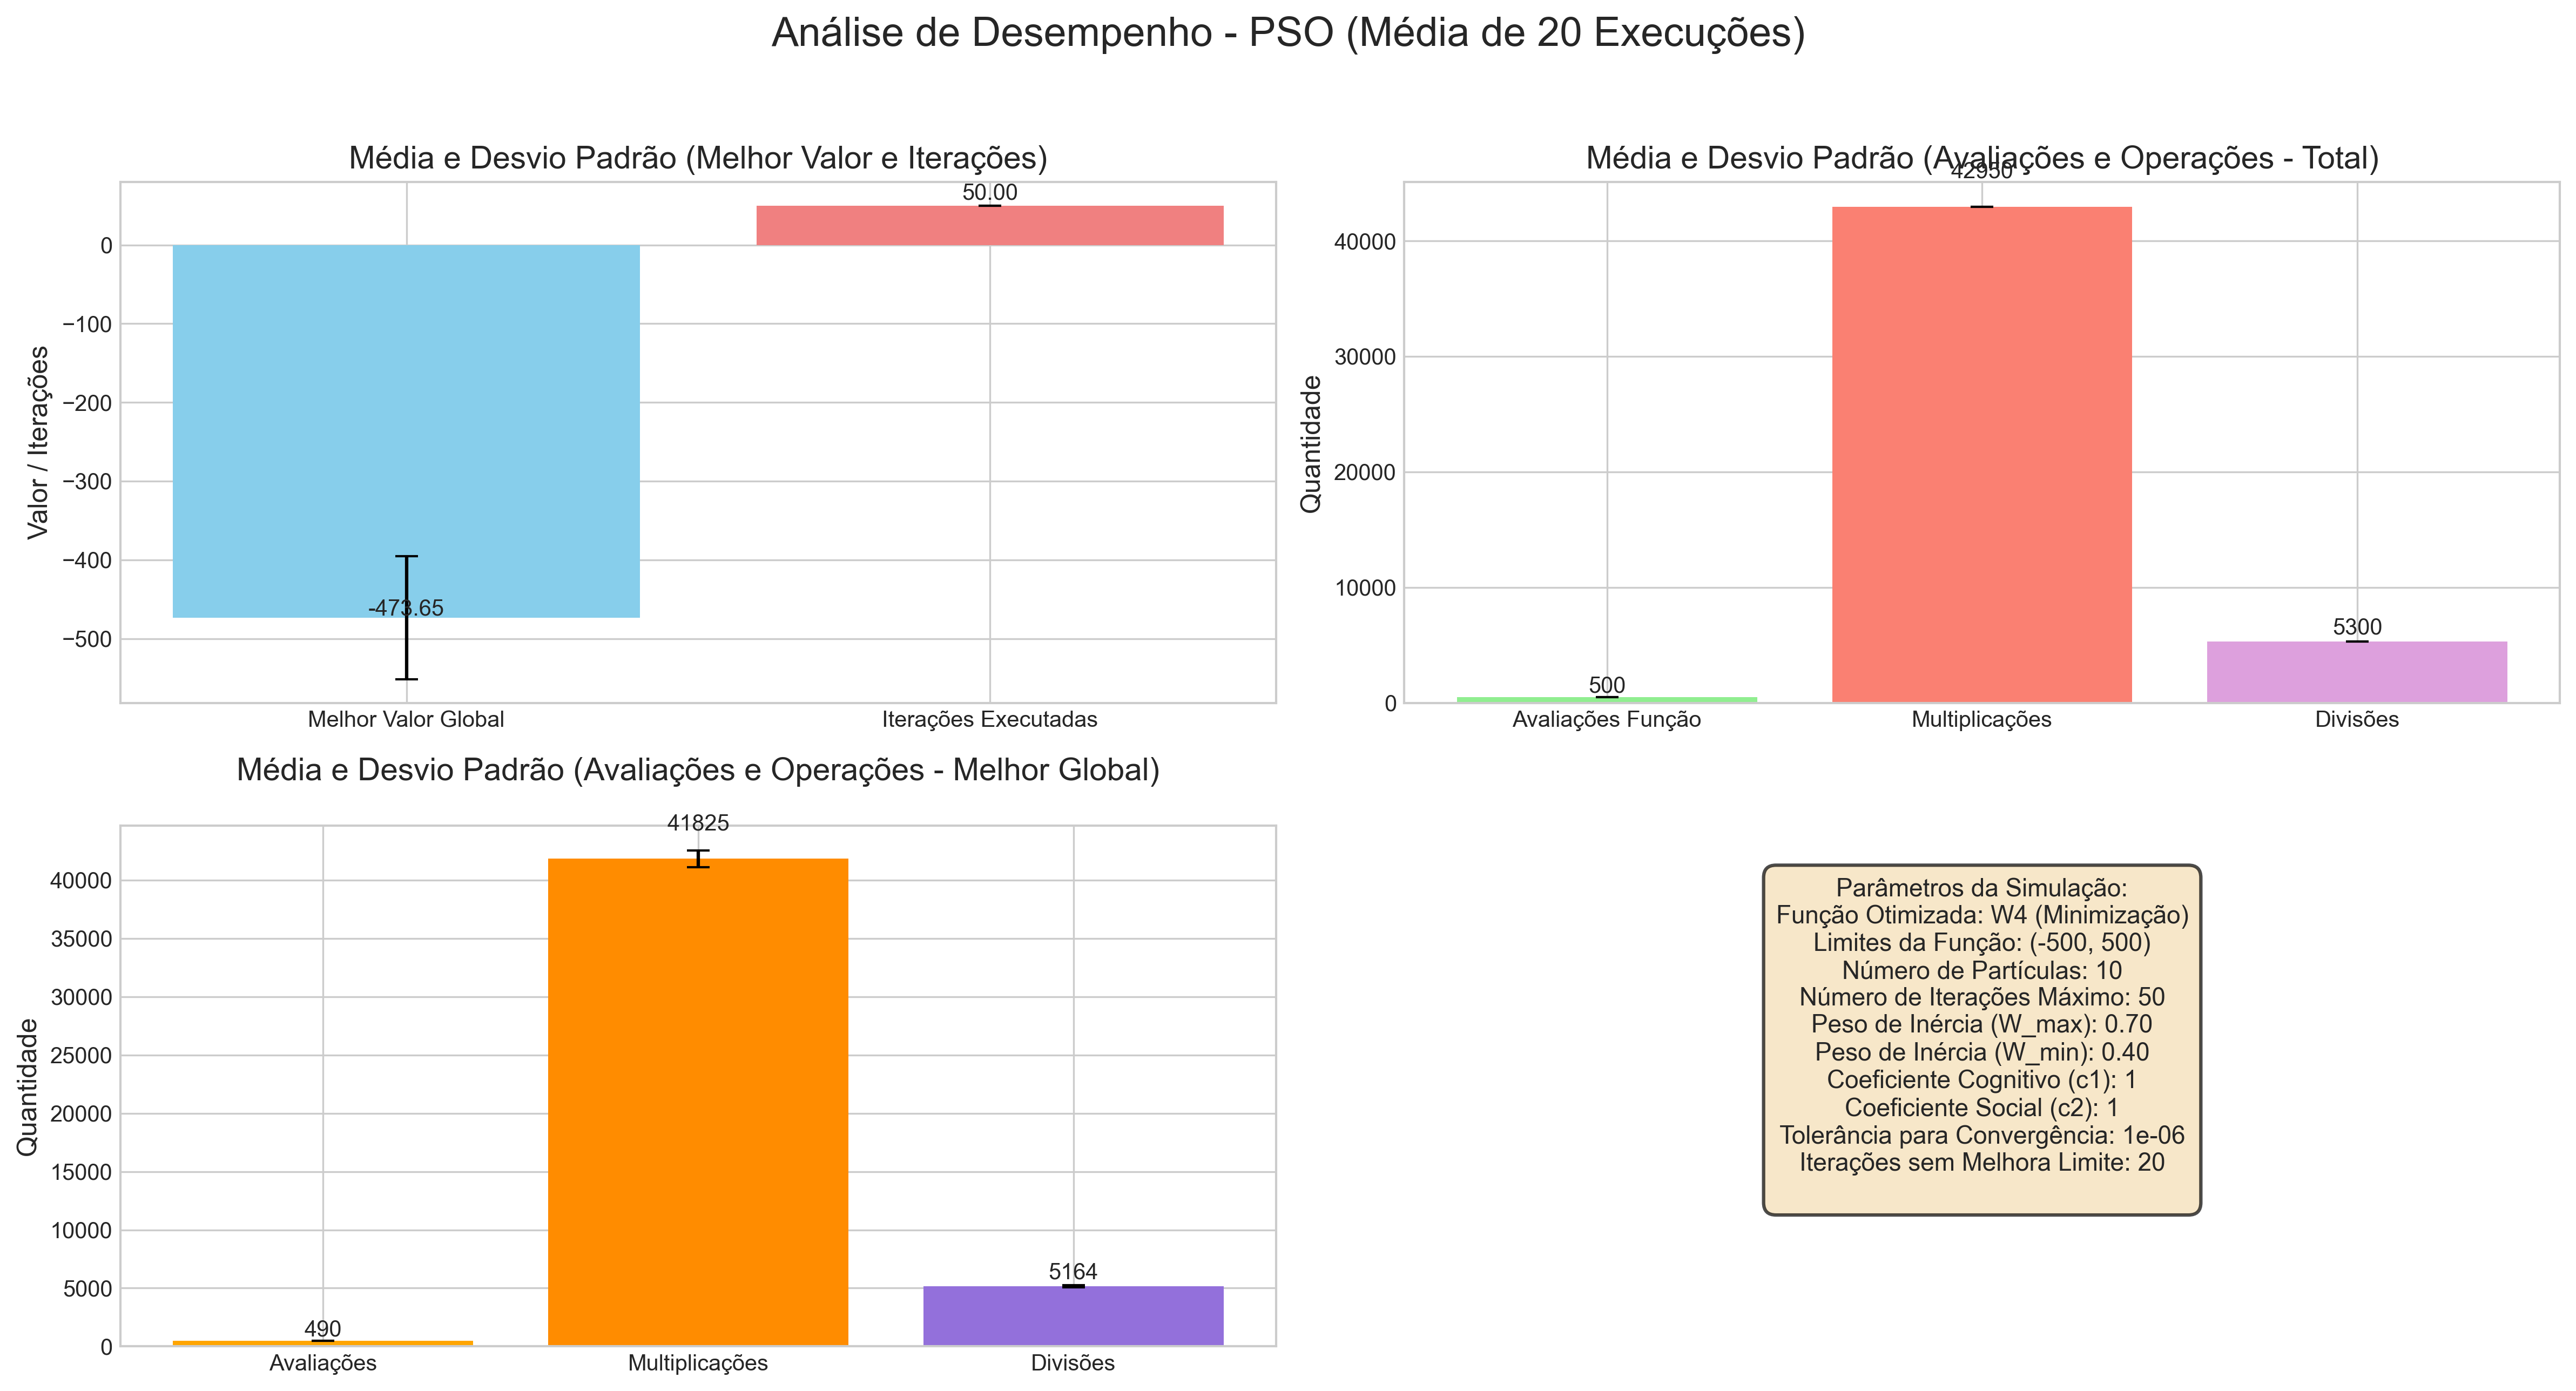 Análise de Desempenho - PSO (Média de 20 Execuções)
Média e Desvio Padrão (Melhor Valor e Iterações)
Valor / Iterações
0
−100
−200
−300
−400
−500
-473.65
50.00
Melhor Valor Global
Iterações Executadas
Média e Desvio Padrão (Avaliações e Operações - Total)
Quantidade
40000
30000
20000
10000
0
500
42950
5300
Avaliações Função
Multiplicações
Divisões
Média e Desvio Padrão (Avaliações e Operações - Melhor Global)
Quantidade
40000
35000
30000
25000
20000
15000
10000
5000
0
490
41825
5164
Avaliações
Multiplicações
Divisões
Parâmetros da Simulação:
Função Otimizada: W4 (Minimização)
Limites da Função: (-500, 500)
Número de Partículas: 10
Número de Iterações Máximo: 50
Peso de Inércia (W_max): 0.70
Peso de Inércia (W_min): 0.40
Coeficiente Cognitivo (c1): 1
Coeficiente Social (c2): 1
Tolerância para Convergência: 1e-06
Iterações sem Melhora Limite: 20